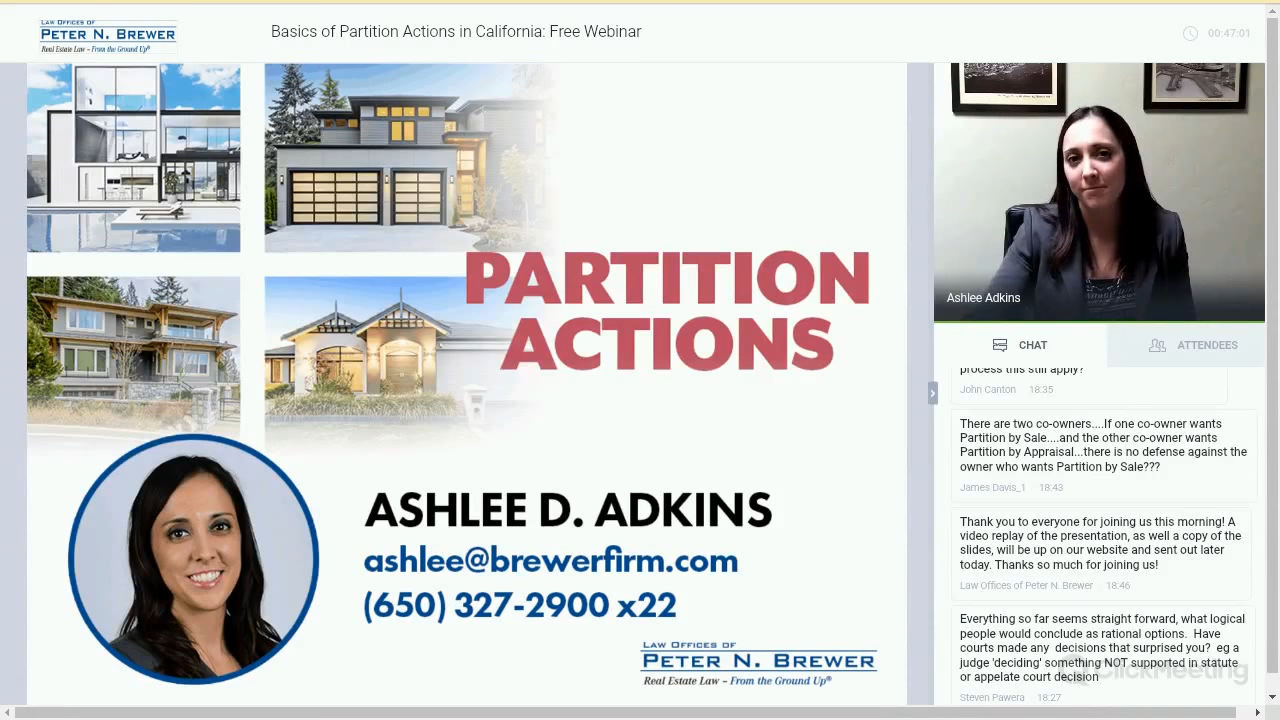 LAW OFFICES OF
PETER N. BREWER
Real Estate Law – From the Ground Up®
Basics of Partition Actions in California: Free Webinar
00:47:01
PARTITION
ACTIONS
ASHLEE D. ADKINS
ashlee@brewerfirm.com
(650) 327-2900 x22
LAW OFFICES OF
PETER N. BREWER
Real Estate Law – From the Ground Up®
Ashlee Adkins
CHAT
ATTENDEES
process this still apply?
John Canton 18:35
There are two co-owners....If one co-owner wants
Partition by Sale....and the other co-owner wants
Partition by Appraisal...there is no defense against the
owner who wants Partition by Sale???
James Davis_1 18:43
Thank you to everyone for joining us this morning! A
video replay of the presentation, as well a copy of the
slides, will be up on our website and sent out later
today. Thanks so much for joining us!
Law Offices of Peter N. Brewer 18:46
Everything so far seems straight forward, what logical
people would conclude as rational options. Have
courts made any decisions that surprised you? eg a
judge 'deciding' something NOT supported in statute
or appelate court decision
ClickMeeting
Steven Pawera 18:27